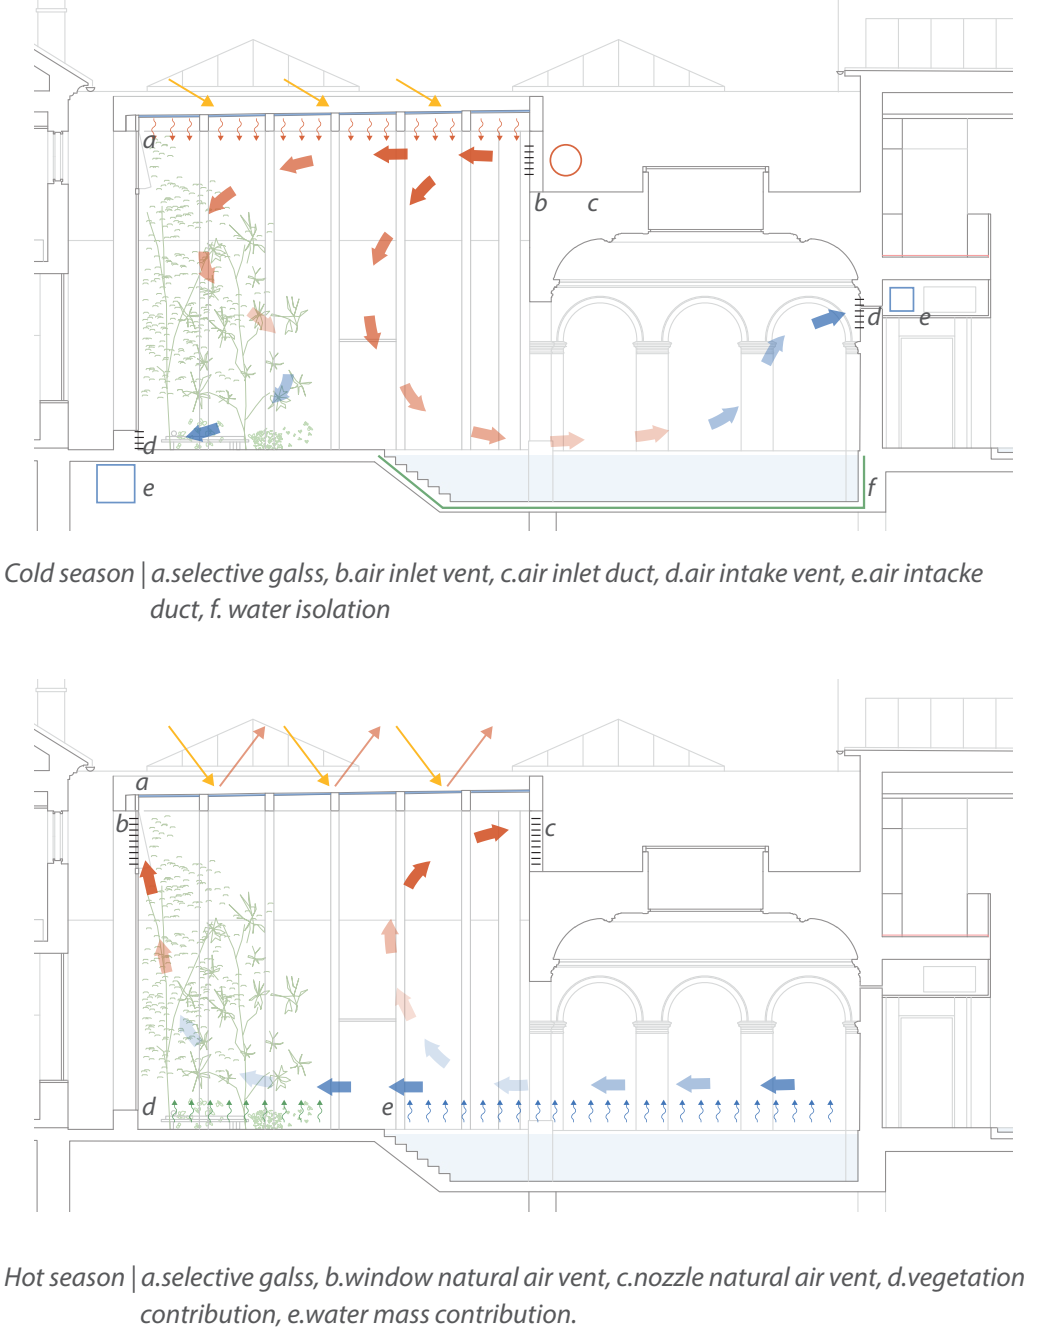 a
b
c
d
e
d
e
f
Cold season | a.selective galss, b.air inlet vent, c.air inlet duct, d.air intake vent, e.air intacke
duct, f. water isolation
a
b
c
d
e
Hot season | a.selective galss, b.window natural air vent, c.nozzle natural air vent, d.vegetation
contribution, e.water mass contribution.